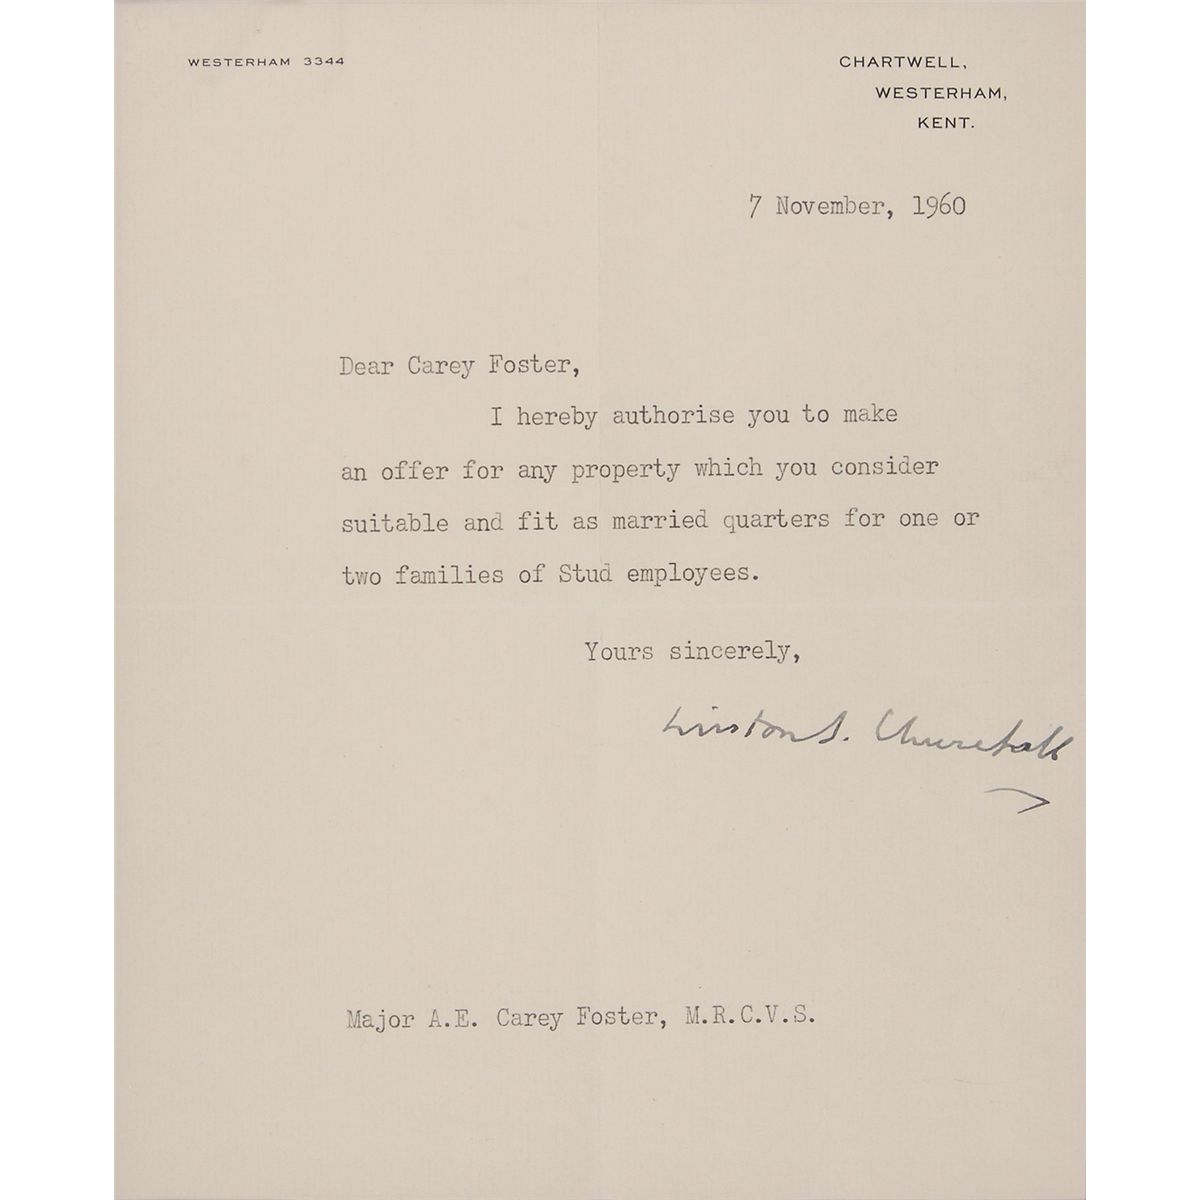 WESTERHAM 3344
CHARTWELL,
WESTERHAM,
KENT.
7 November, 1960
Dear Carey Foster,
I hereby authorise you to make
an offer for any property which you consider
suitable and fit as married quarters for one or
two families of Stud employees.
Yours sincerely,
Winston S. Churchill
Major A.E. Carey Foster, M.R.C.V.S.